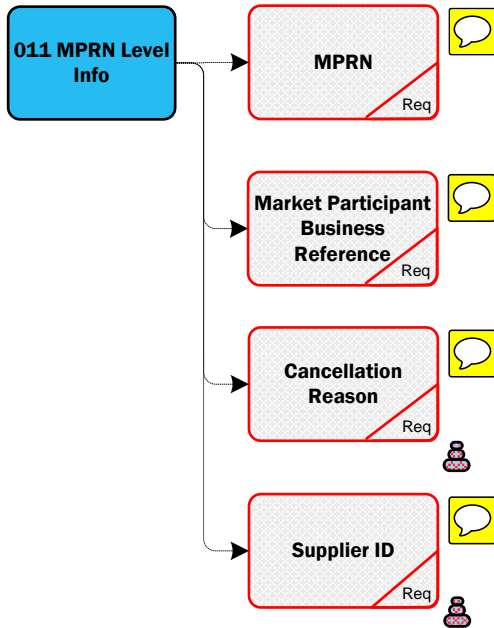 011 MPRN Level
Info
MPRN
Req
Market Participant
Business
Reference
Req
Cancellation
Reason
Req
Supplier ID
Req